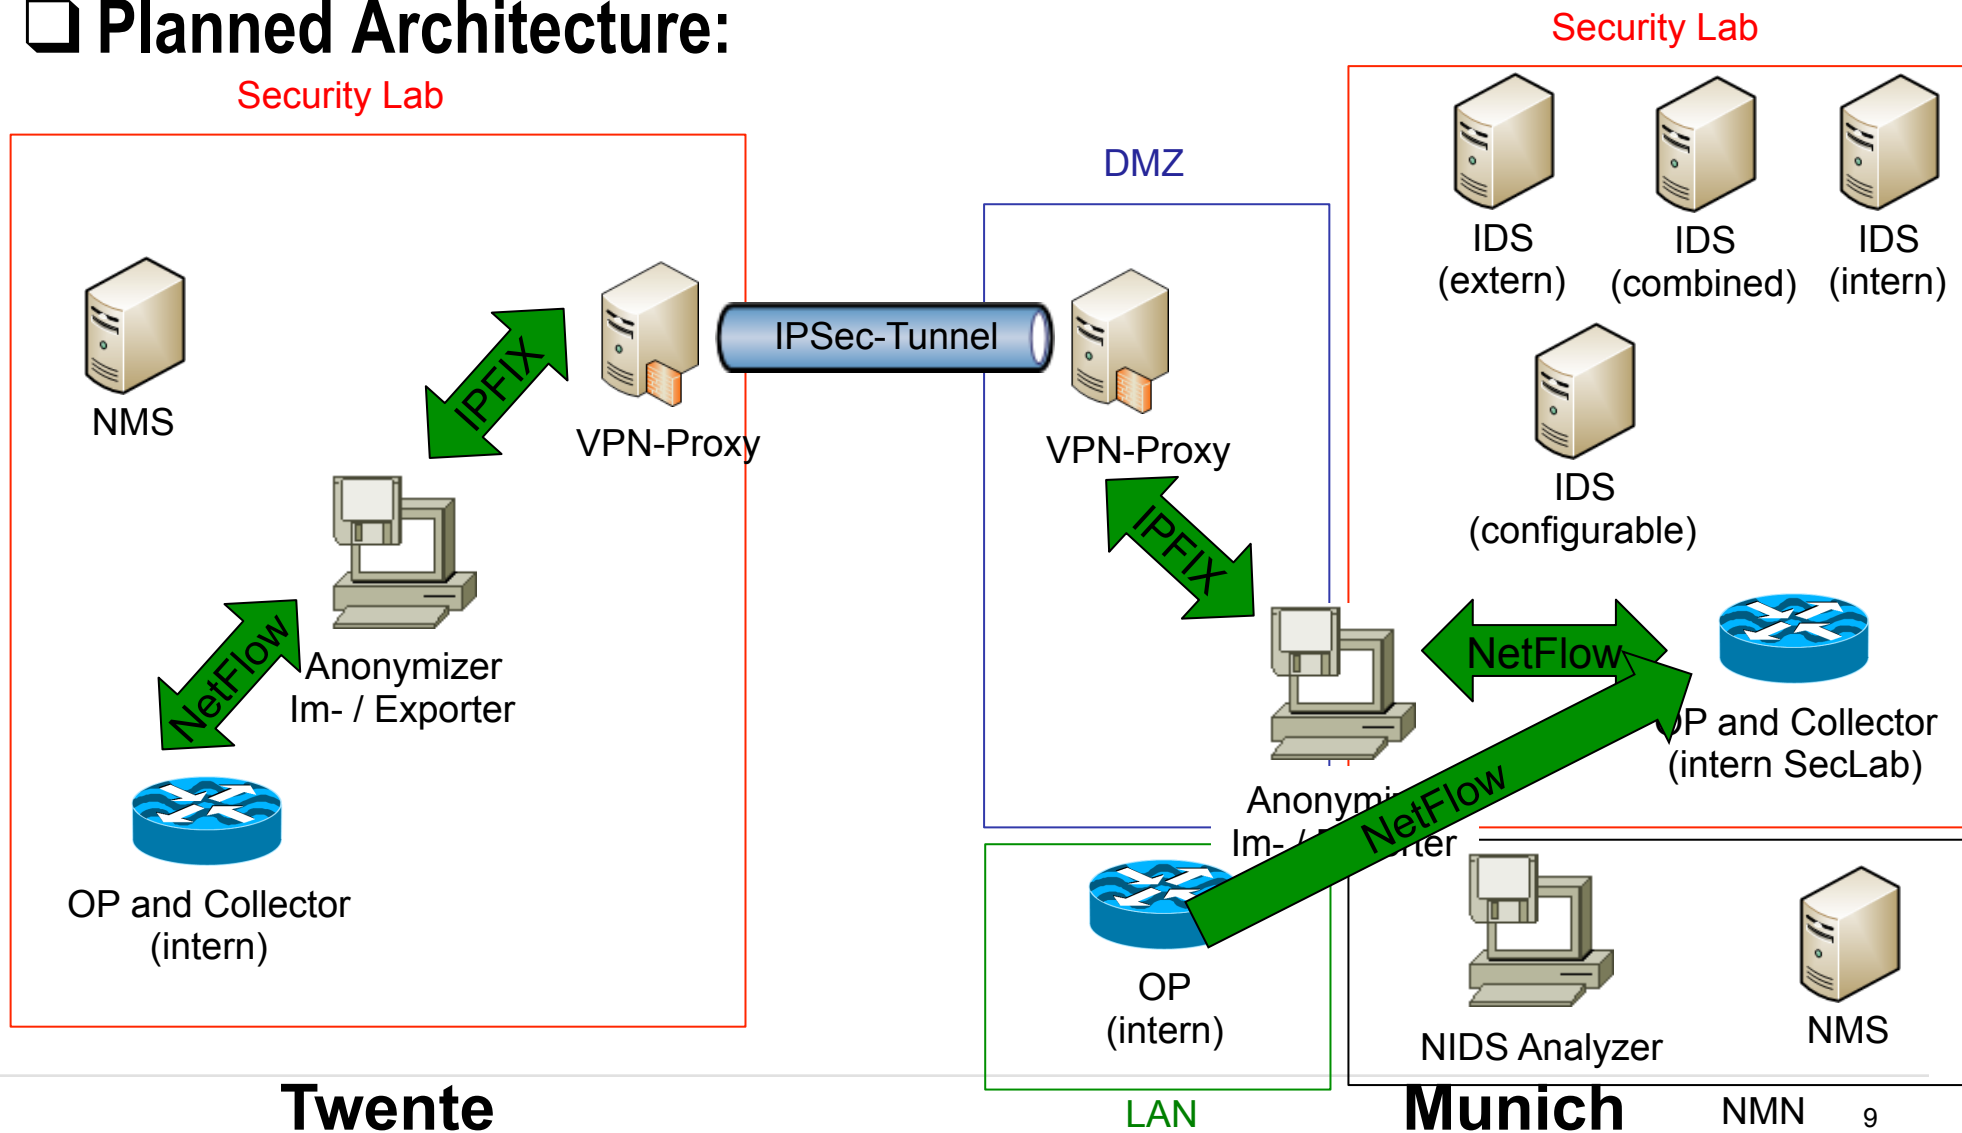 ❑ Planned Architecture:
Security Lab
Security Lab
DMZ
IDS
(extern)
IDS
(combined)
IDS
(intern)
IPSec-Tunnel
NMS
IPFIX
VPN-Proxy
VPN-Proxy
IDS
(configurable)
IPFIX
NetFlow
Anonymizer
Im- / Exporter
NetFlow
OP and Collector
(intern SecLab)
NetFlow
Im- /
OP and Collector
(intern)
OP
(intern)
NIDS Analyzer
NMS
Twente
LAN
Munich
NMN
9